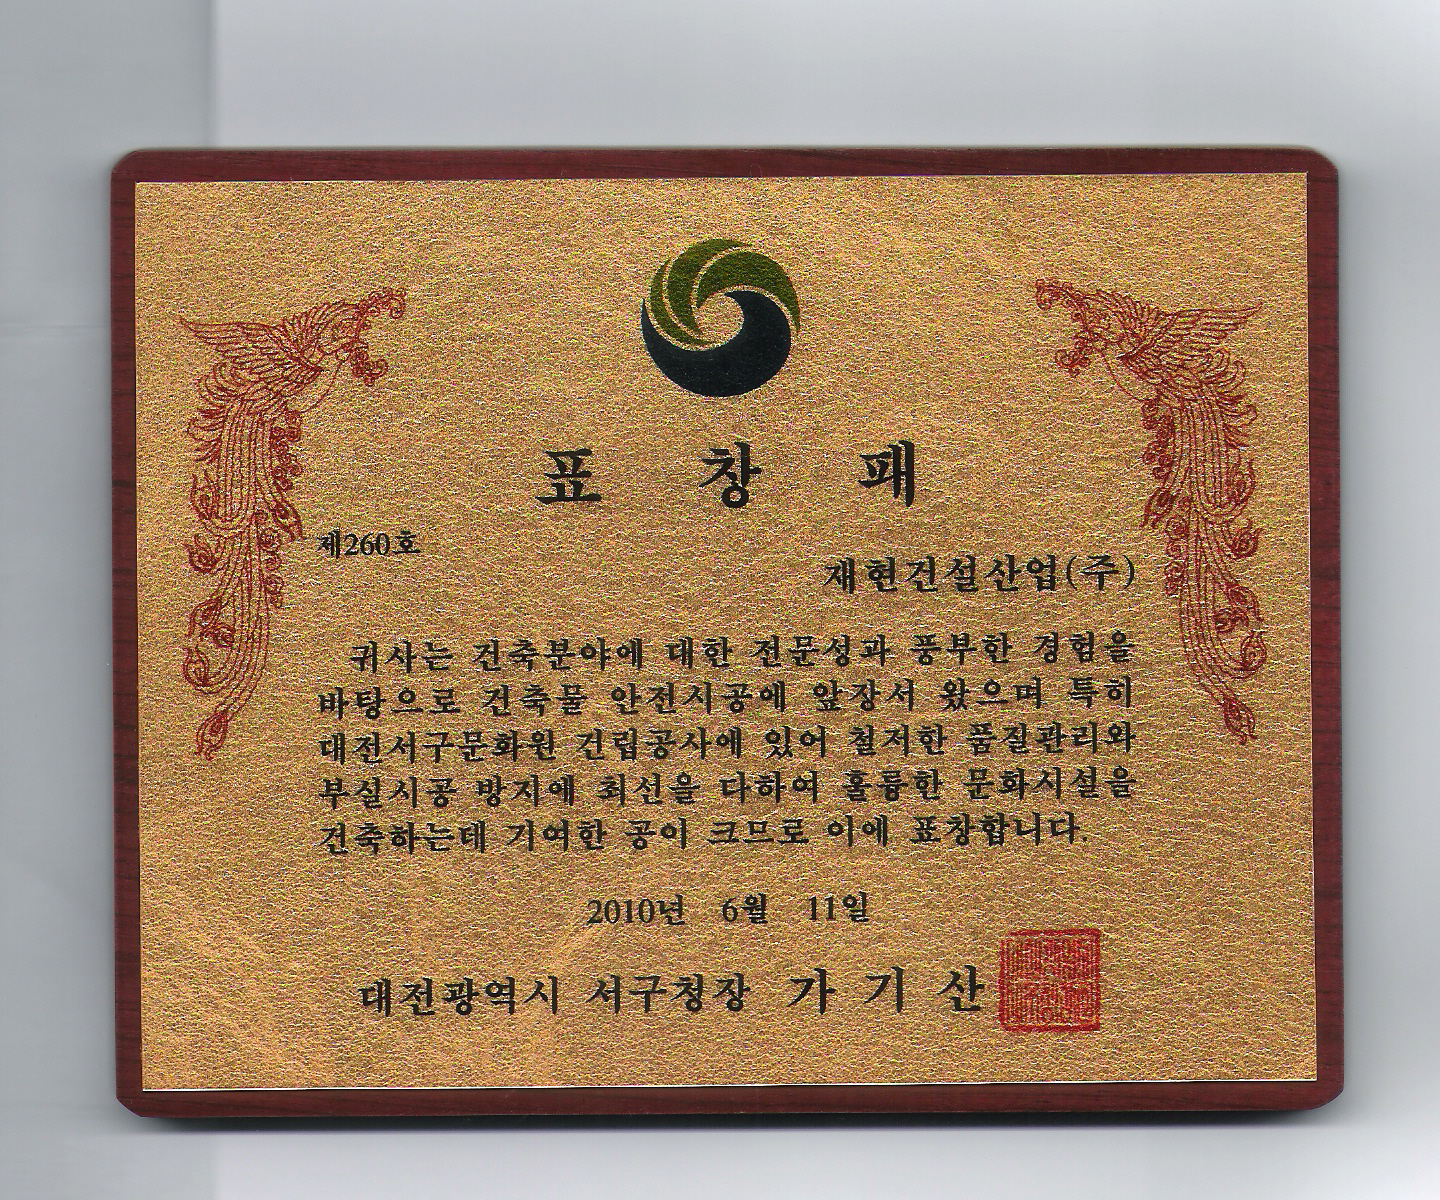 표 창 패
제260호
재현건설산업(주)
귀사는 건축분야에 대한 전문성과 풍부한 경험을
바탕으로 건축물 안전시공에 앞장서 왔으며 특히
대전서구문화원 건립공사에 있어 철저한 품질관리와
부실시공 방지에 최선을 다하여 훌륭한 문화시설을
건축하는데 기여한 공이 크므로 이에 표창합니다.
2010년 6월 11일
대전광역시 서구청장 가 기 산